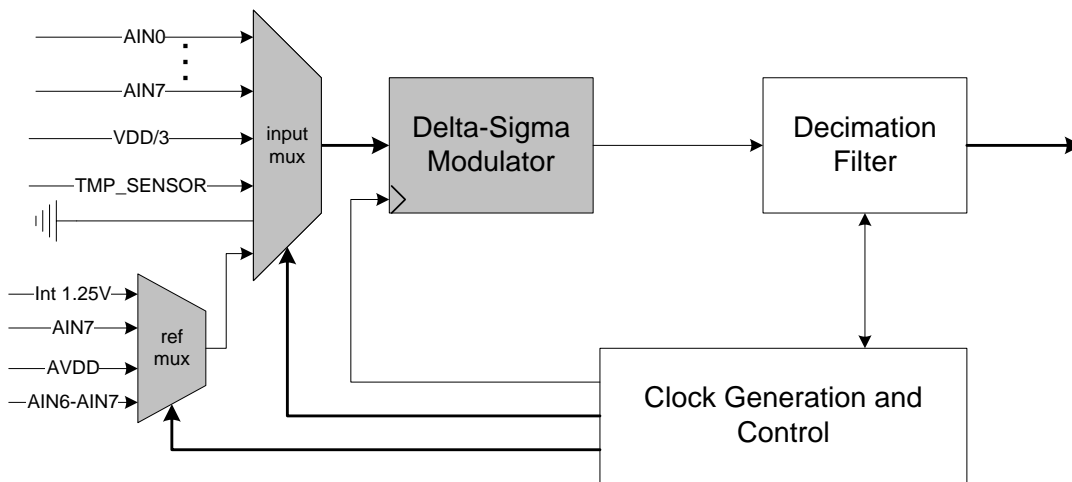 AIN0
AIN7
VDD/3
TMP_SENSOR
input
mux
Delta-Sigma
Modulator
Decimation
Filter
Int 1.25V
AIN7
AVDD
AIN6-AIN7
ref
mux
Clock Generation and
Control